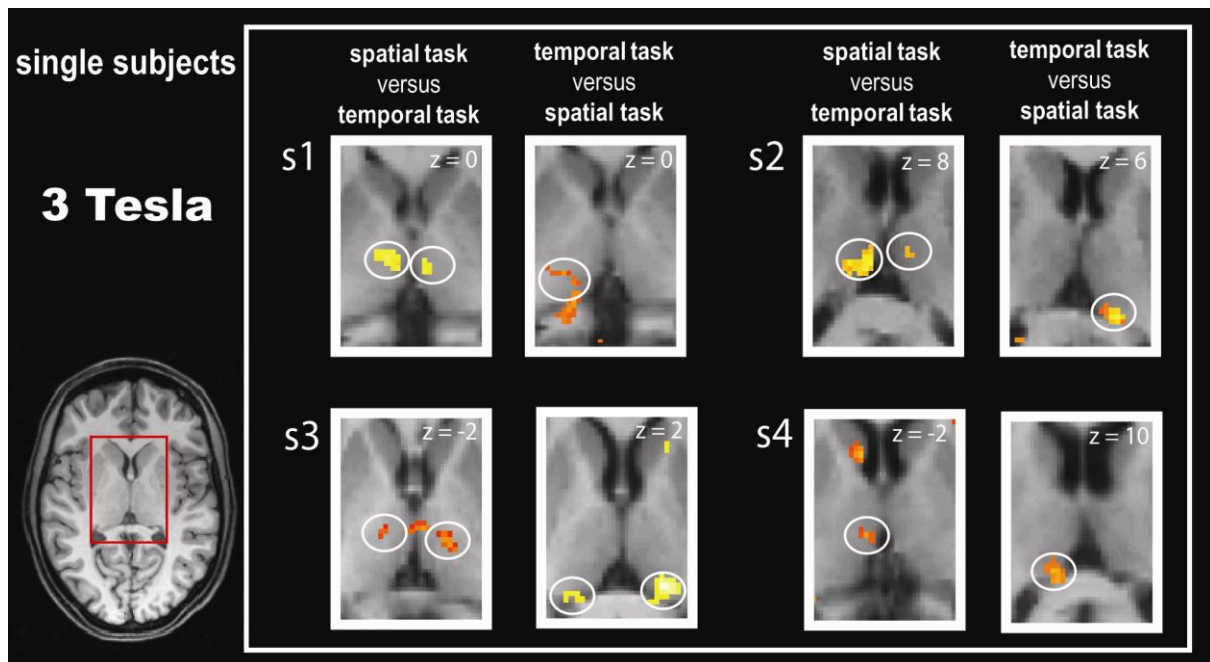 single subjects
3 Tesla
spatial task
versus
temporal task
temporal task
versus
spatial task
spatial task
versus
temporal task
temporal task
versus
spatial task
s1
z = 0
z = 0
s2
z = 8
z = 6
s3
z = -2
z = 2
s4
z = -2
z = 10